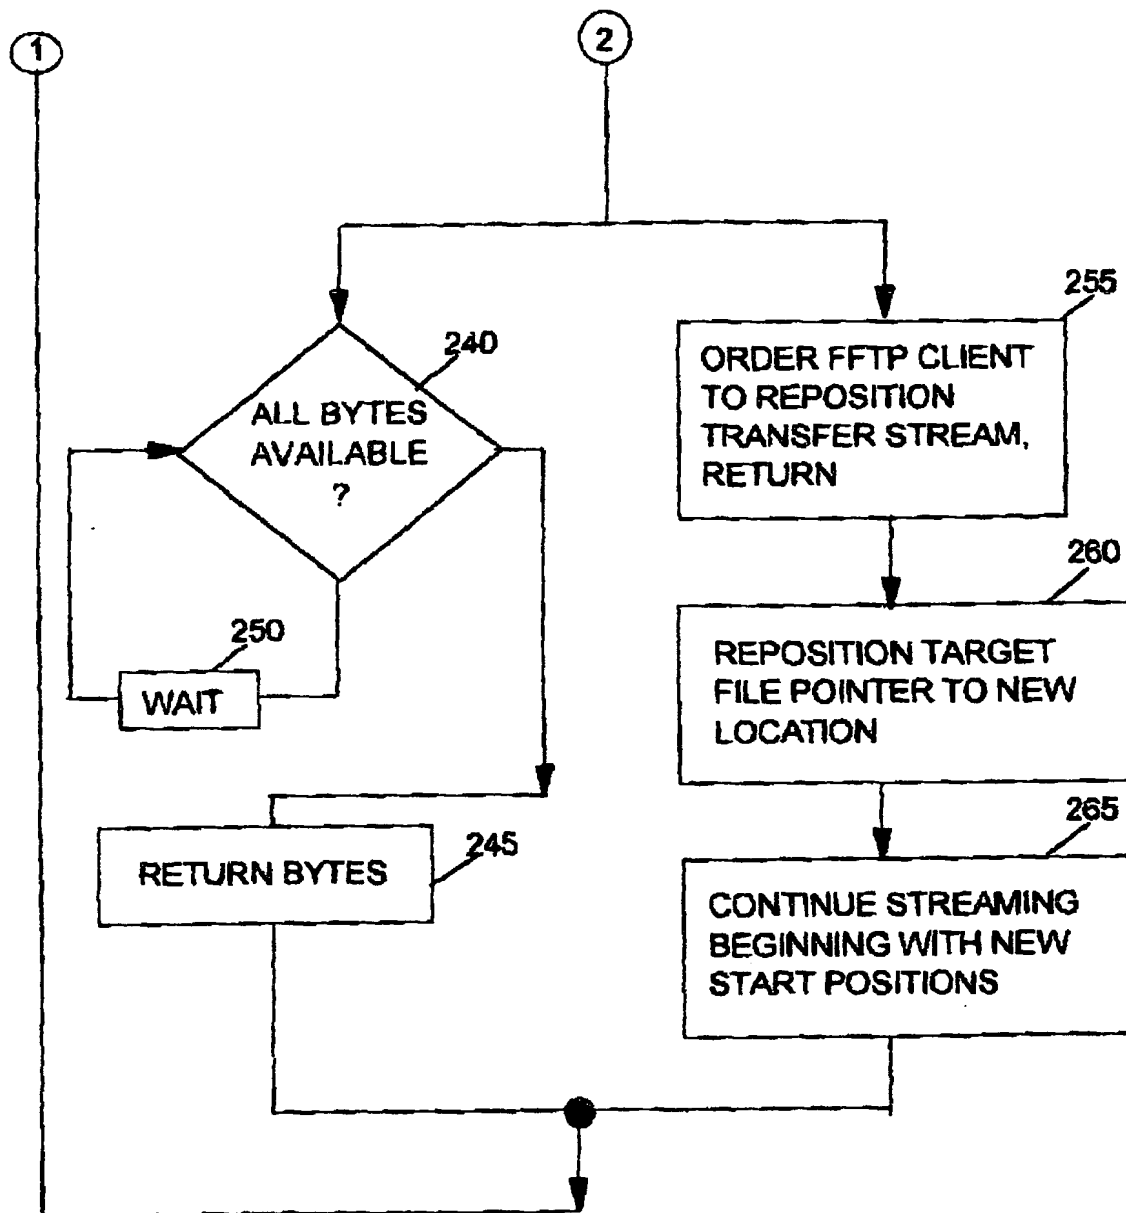 1
2
240
ALL BYTES
AVAILABLE
?
250
WAIT
RETURN BYTES
245
255
ORDER FFTP CLIENT
TO REPOSITION
TRANSFER STREAM,
RETURN
260
REPOSITION TARGET
FILE POINTER TO NEW
LOCATION
265
CONTINUE STREAMING
BEGINNING WITH NEW
START POSITIONS